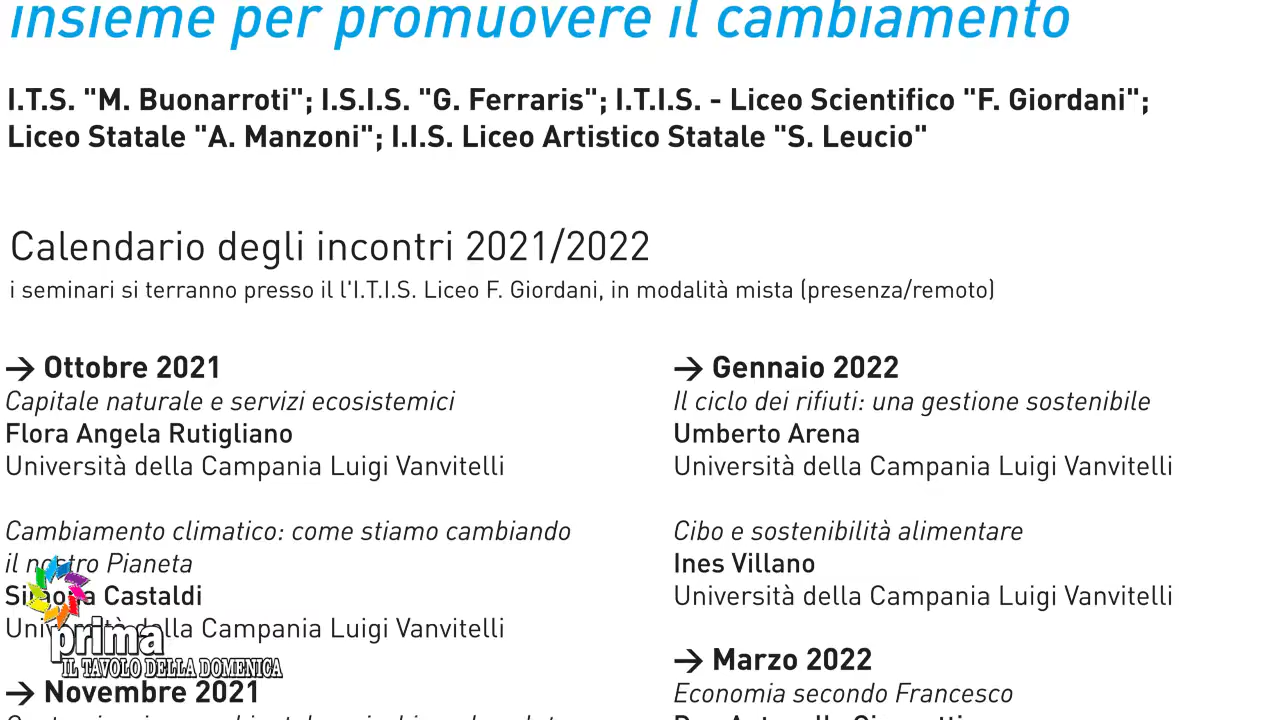 insieme per promuovere il cambiamento
I.T.S. "M. Buonarroti"; I.S.I.S. "G. Ferraris"; I.T.I.S. - Liceo Scientifico "F. Giordani";
Liceo Statale "A. Manzoni"; I.I.S. Liceo Artistico Statale "S. Leucio"
Calendario degli incontri 2021/2022
i seminari si terranno presso il l'I.T.I.S. Liceo F. Giordani, in modalità mista (presenza/remoto)
→ Ottobre 2021
Capitale naturale e servizi ecosistemici
Flora Angela Rutigliano
Università della Campania Luigi Vanvitelli
Cambiamento climatico: come stiamo cambiando
il nostro Pianeta
Simona Castaldi
Università della Campania Luigi Vanvitelli
→ Novembre 2021
→ Gennaio 2022
Il ciclo dei rifiuti: una gestione sostenibile
Umberto Arena
Università della Campania Luigi Vanvitelli
Cibo e sostenibilità alimentare
Ines Villano
Università della Campania Luigi Vanvitelli
→ Marzo 2022
Economia secondo Francesco
prima
IL TAVOLO DELLA DOMENICA